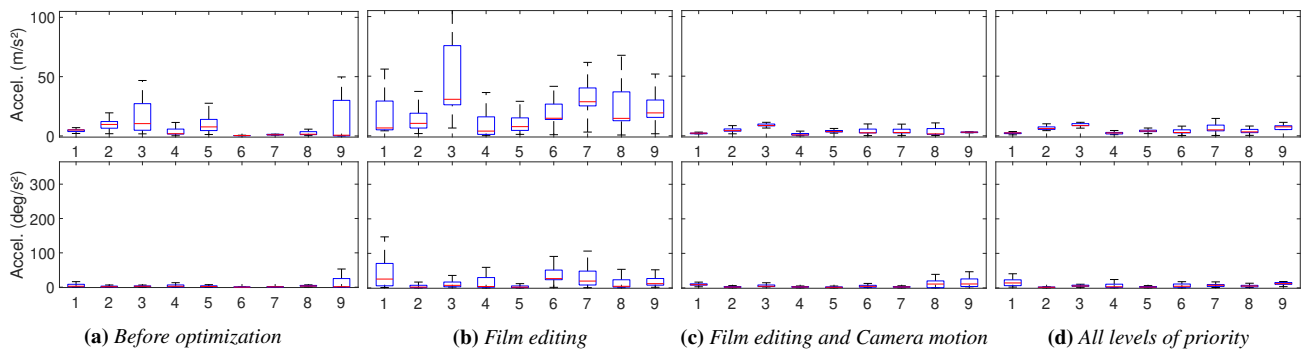 Accel. (m/s²)
100
50
0
1 2 3 4 5 6 7 8 9
1 2 3 4 5 6 7 8 9
1 2 3 4 5 6 7 8 9
1 2 3 4 5 6 7 8 9
Accel. (deg/s²)
300
200
100
0
1 2 3 4 5 6 7 8 9
1 2 3 4 5 6 7 8 9
1 2 3 4 5 6 7 8 9
1 2 3 4 5 6 7 8 9
(a) Before optimization
(b) Film editing
(c) Film editing and Camera motion
(d) All levels of priority